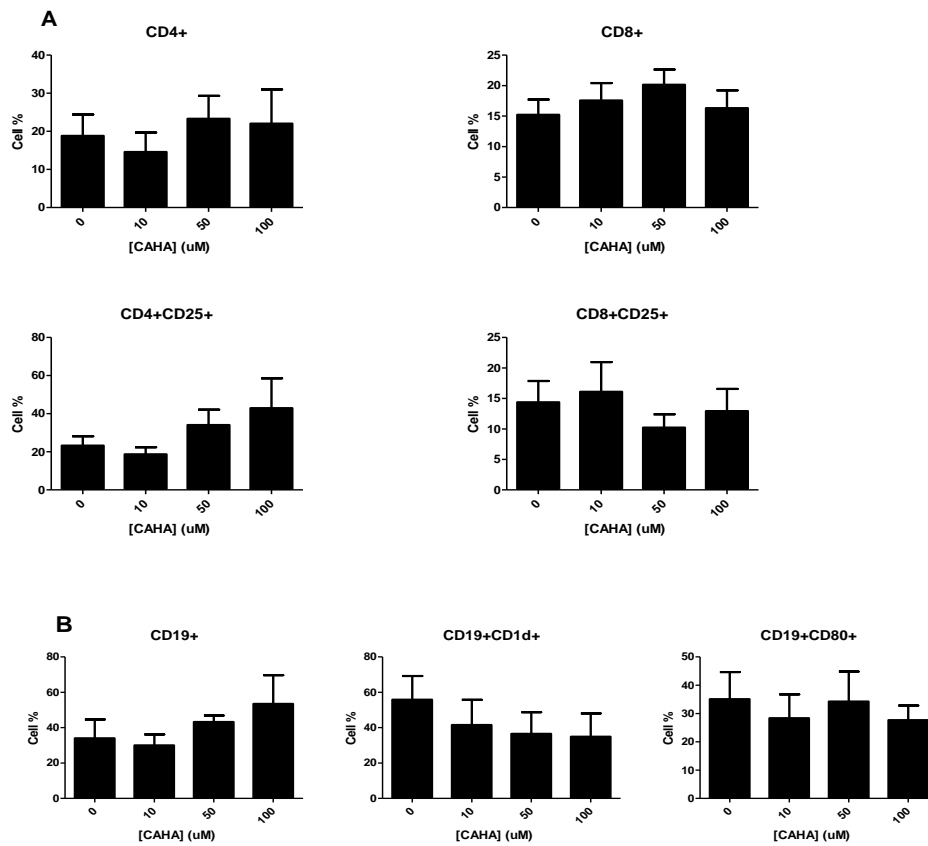 A
CD4+
40
30
20
10
0
Cell %
0 10 50 100
[CAHA] (uM)
CD8+
25
20
15
10
5
0
Cell %
0 10 50 100
[CAHA] (uM)
CD4+CD25+
80
60
40
20
0
Cell %
0 10 50 100
[CAHA] (uM)
CD8+CD25+
25
20
15
10
5
0
Cell %
0 10 50 100
[CAHA] (uM)
B
CD19+
80
60
40
20
0
Cell %
0 10 50 100
[CAHA] (uM)
CD19+CD1d+
80
60
40
20
0
Cell %
0 10 50 100
[CAHA] (uM)
CD19+CD80+
50
40
30
20
10
0
Cell %
0 10 50 100
[CAHA] (uM)